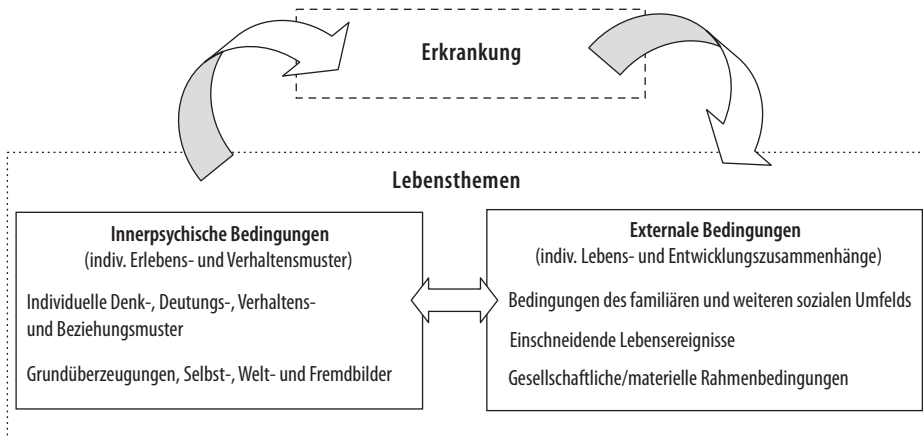 Erkrankung
Lebensthemen
Innerpsychische Bedingungen
(indiv. Erlebens- und Verhaltensmuster)
Individuelle Denk-, Deutungs-, Verhaltens-
und Beziehungsmuster
Grundüberzeugungen, Selbst-, Welt- und Fremdbilder
Externale Bedingungen
(indiv. Lebens- und Entwicklungszusammenhänge)
Bedingungen des familiären und weiteren sozialen Umfelds
Einschneidende Lebensereignisse
Gesellschaftliche/materielle Rahmenbedingungen